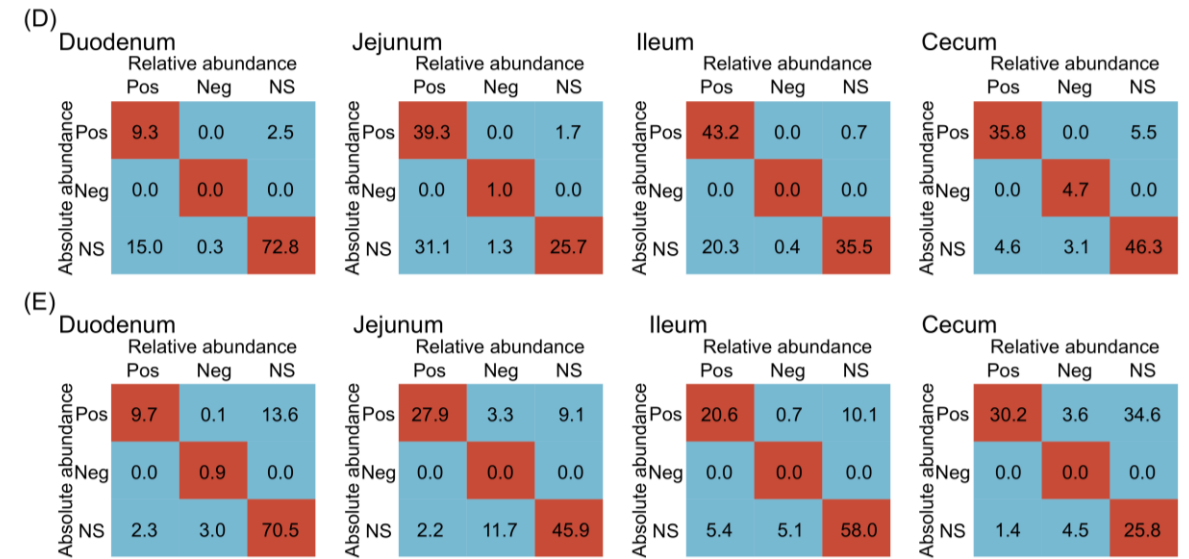 (D)
Duodenum Jejunum Ileum Cecum
Relative abundance Relative abundance Relative abundance Relative abundance
Pos Neg NS Pos Neg NS Pos Neg NS Pos Neg NS
Absolute abundance Absolute abundance Absolute abundance Absolute abundance
Pos 9.3 0.0 2.5 Pos 39.3 0.0 1.7 Pos 43.2 0.0 0.7 Pos 35.8 0.0 5.5
Neg 0.0 0.0 0.0 Neg 0.0 1.0 0.0 Neg 0.0 0.0 0.0 Neg 0.0 4.7 0.0
NS 15.0 0.3 72.8 NS 31.1 1.3 25.7 NS 20.3 0.4 35.5 NS 4.6 3.1 46.3
(E)
Duodenum Jejunum Ileum Cecum
Relative abundance Relative abundance Relative abundance Relative abundance
Pos Neg NS Pos Neg NS Pos Neg NS Pos Neg NS
Absolute abundance Absolute abundance Absolute abundance Absolute abundance
Pos 9.7 0.1 13.6 Pos 27.9 3.3 9.1 Pos 20.6 0.7 10.1 Pos 30.2 3.6 34.6
Neg 0.0 0.9 0.0 Neg 0.0 0.0 0.0 Neg 0.0 0.0 0.0 Neg 0.0 0.0 0.0
NS 2.3 3.0 70.5 NS 2.2 11.7 45.9 NS 5.4 5.1 58.0 NS 1.4 4.5 25.8